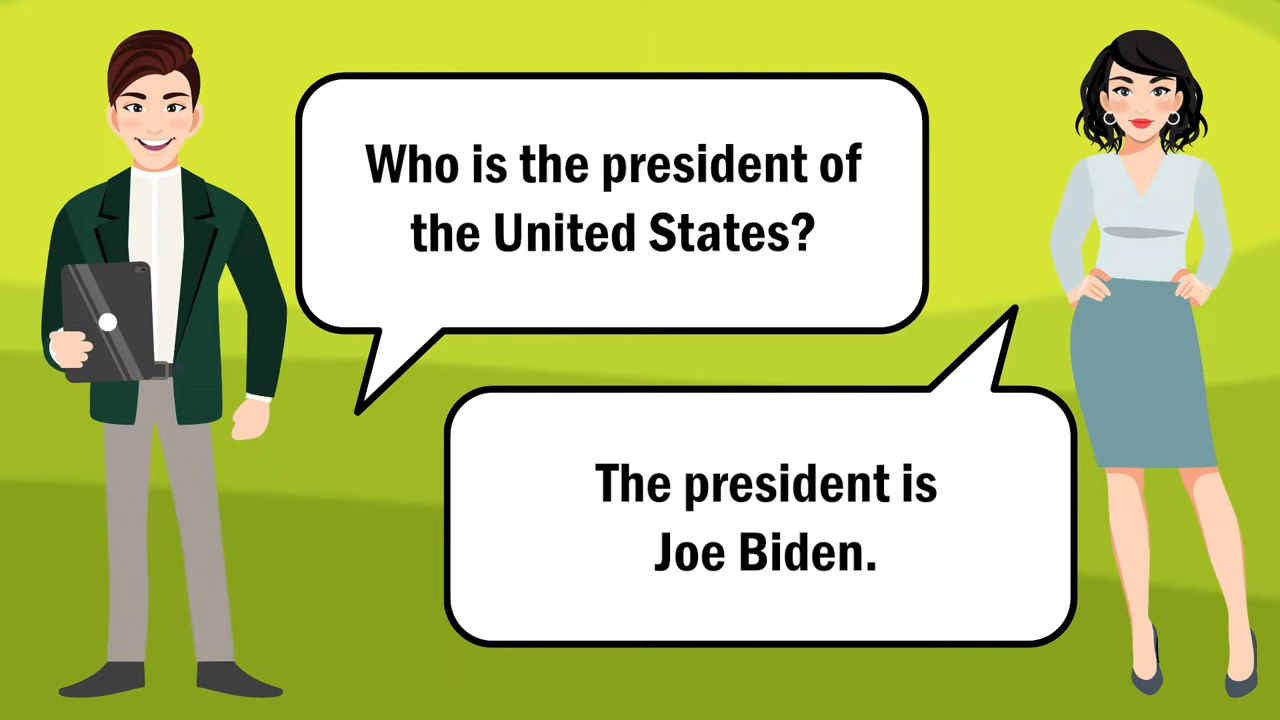 Who is the president of
the United States?
The president is
Joe Biden.